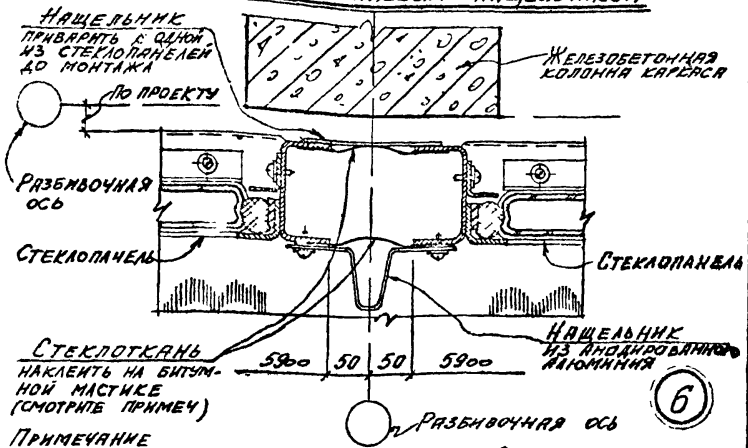 НАЩЕЛЬНИК
ПРИВАРИТЬ С ОДНОЙ
ИЗ СТЕКЛОПАНЕЛЕЙ
ДО МОНТАЖА
ЖЕЛЕЗОБЕТОННАЯ
КОЛОННА КАРКАСА
ПО ПРОЕКТУ
РАЗБИВОЧНАЯ
ОСЬ
СТЕКЛОПАНЕЛЬ
СТЕКЛОПАНЕЛЬ
НАЩЕЛЬНИК
ИЗ АНОДИРОВАННОГО
АЛЮМИНИЯ
СТЕКЛОТКАНЬ
НАКЛЕИТЬ НА БИТУМ-
НОЙ МАСТИКЕ
(СМОТРИТЕ ПРИМЕЧ)
5900 50 50 5900
6
РАЗБИВОЧНАЯ ОСЬ
ПРИМЕЧАНИЕ